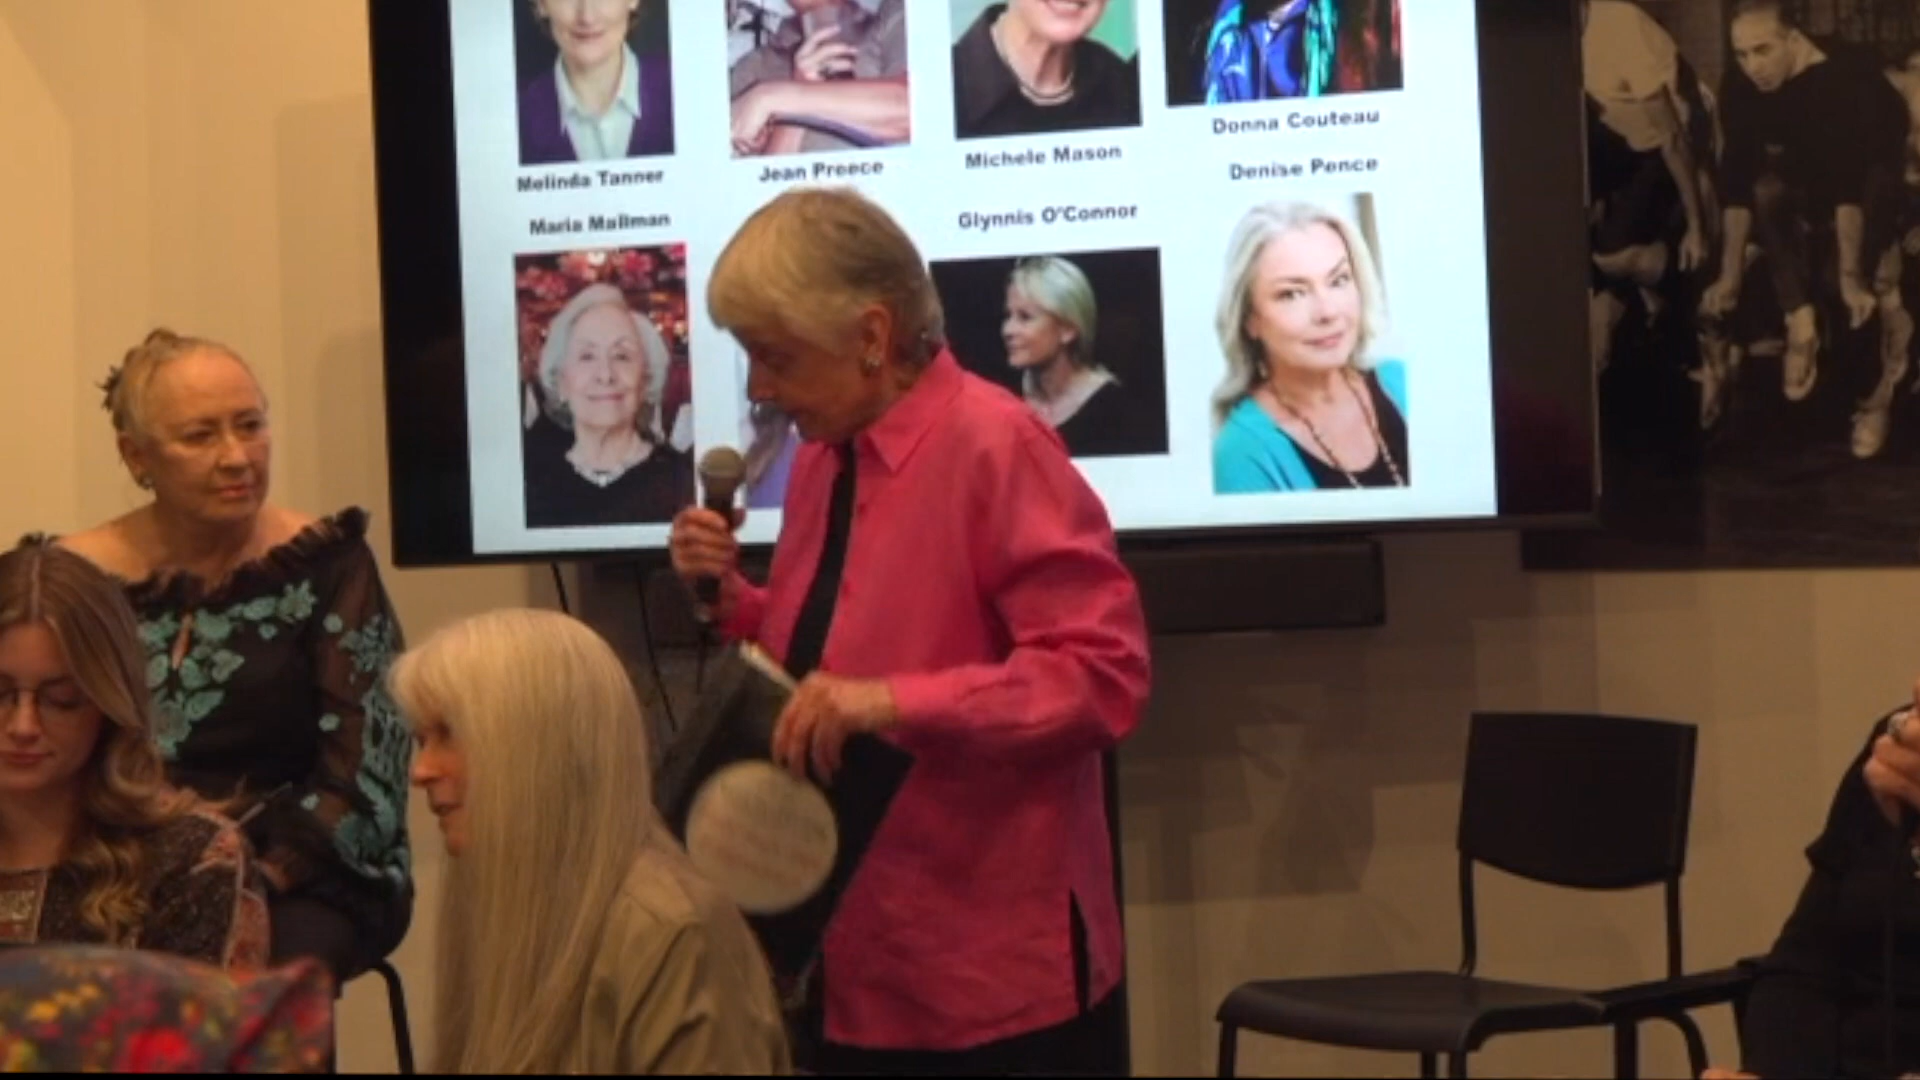 Melinda Tanner
Jean Preece
Michele Mason
Donna Couteau
Maria Mallman
Glynnis O'Connor
Denise Pence